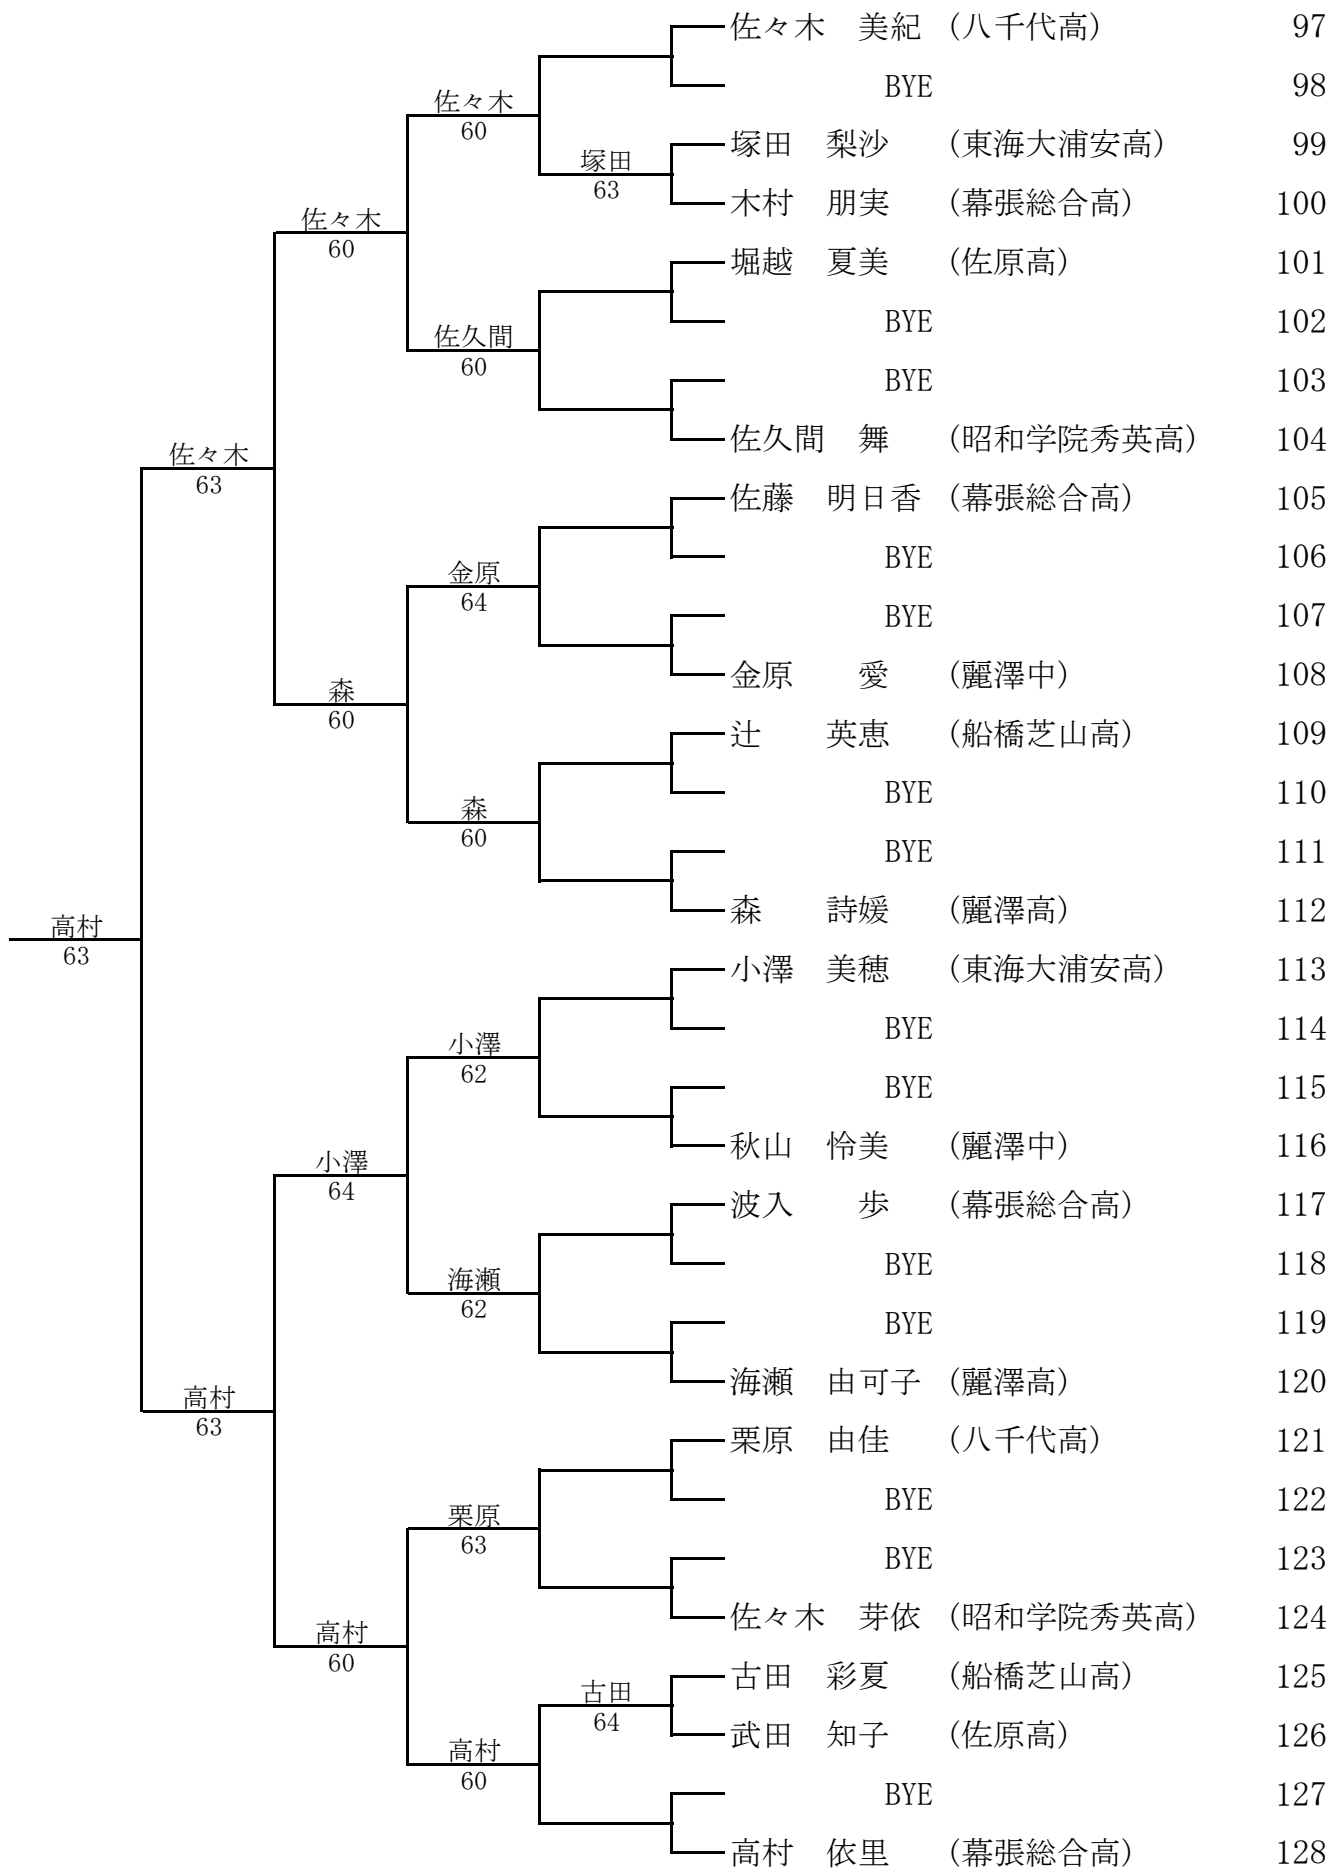 佐々木　美紀 (八千代高) 97
BYE 98
佐々木
60
塚田　梨沙 (東海大浦安高) 99
塚田
63
木村　朋実 (幕張総合高) 100
佐々木
60
堀越　夏美 (佐原高) 101
BYE 102
佐久間
60
BYE 103
佐久間　舞 (昭和学院秀英高) 104
佐々木
63
佐藤　明日香 (幕張総合高) 105
BYE 106
金原
64
BYE 107
金原　愛 (麗澤中) 108
森
60
辻　英恵 (船橋芝山高) 109
BYE 110
森
60
BYE 111
森　詩媛 (麗澤高) 112
高村
63
小澤　美穂 (東海大浦安高) 113
BYE 114
小澤
62
BYE 115
秋山　怜美 (麗澤中) 116
小澤
64
波入　歩 (幕張総合高) 117
BYE 118
海瀬
62
BYE 119
海瀬　由可子 (麗澤高) 120
高村
63
栗原　由佳 (八千代高) 121
BYE 122
栗原
63
BYE 123
佐々木　芽依 (昭和学院秀英高) 124
高村
60
古田　彩夏 (船橋芝山高) 125
古田
64
武田　知子 (佐原高) 126
高村
60
BYE 127
高村　依里 (幕張総合高) 128